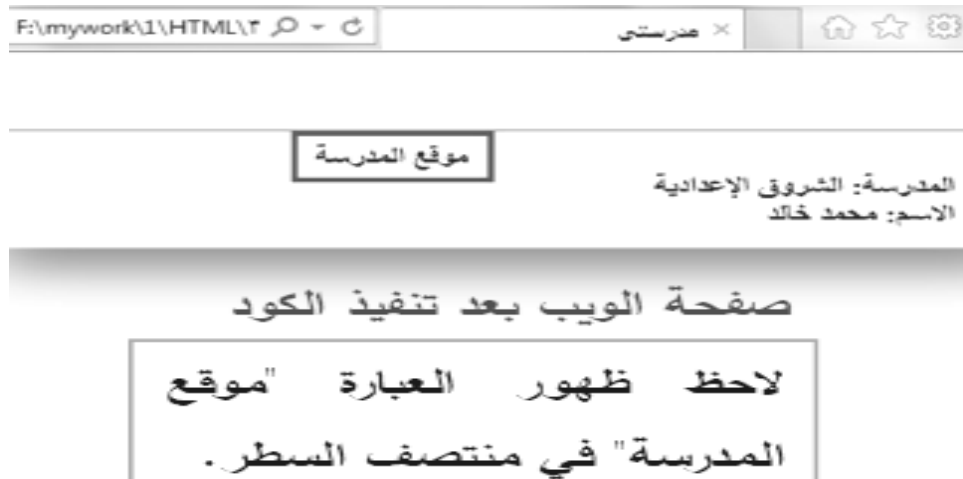 F:\mywork\1\HTML\٣
مدرستى
موقع المدرسة
المدرسة: الشروق الإعدادية
الاسم: محمد خالد
صفحة الويب بعد تنفيذ الكود
لاحظ ظهور العبارة "موقع
المدرسة" في منتصف السطر.